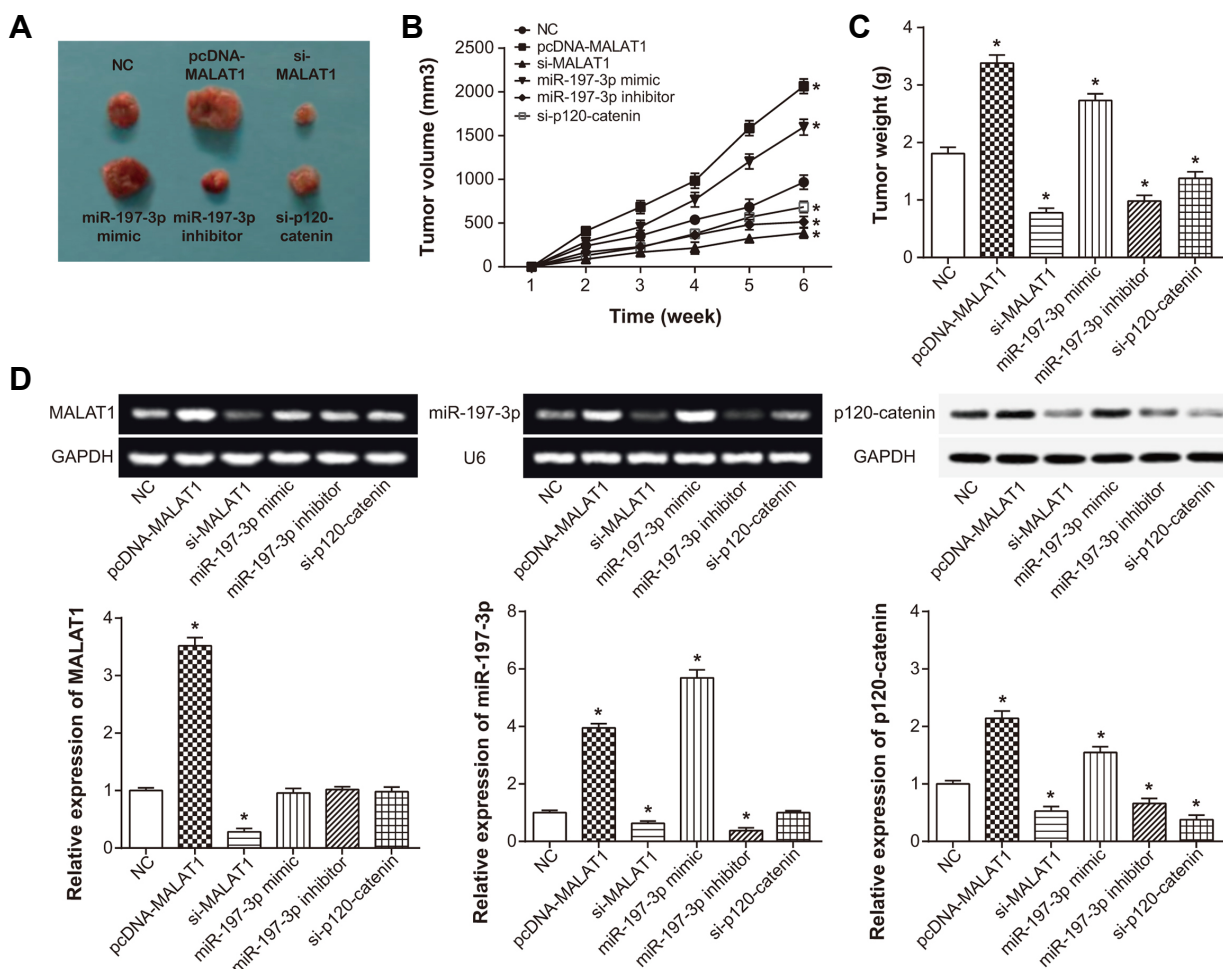 A
NC
pcDNA-
MALAT1
si-
MALAT1
miR-197-3p
mimic
miR-197-3p
inhibitor
si-p120-
catenin
B
Tumor volume (mm3)
2500
2000
1500
1000
500
0
1 2 3 4 5 6
Time (week)
NC
pcDNA-MALAT1
si-MALAT1
miR-197-3p mimic
miR-197-3p inhibitor
si-p120-catenin
*
*
*
*
*
C
Tumor weight (g)
4
3
2
1
0
* * * * *
NC
pcDNA-MALAT1
si-MALAT1
miR-197-3p mimic
miR-197-3p inhibitor
si-p120-catenin
D
MALAT1
GAPDH
NC
pcDNA-MALAT1
si-MALAT1
miR-197-3p mimic
miR-197-3p inhibitor
si-p120-catenin
miR-197-3p
U6
NC
pcDNA-MALAT1
si-MALAT1
miR-197-3p mimic
miR-197-3p inhibitor
si-p120-catenin
p120-catenin
GAPDH
NC
pcDNA-MALAT1
si-MALAT1
miR-197-3p mimic
miR-197-3p inhibitor
si-p120-catenin
Relative expression of MALAT1
4
3
2
1
0
* *
NC
pcDNA-MALAT1
si-MALAT1
miR-197-3p mimic
miR-197-3p inhibitor
si-p120-catenin
Relative expression of miR-197-3p
8
6
4
2
0
* * * *
NC
pcDNA-MALAT1
si-MALAT1
miR-197-3p mimic
miR-197-3p inhibitor
si-p120-catenin
Relative expression of p120-catenin
4
3
2
1
0
* * * * *
NC
pcDNA-MALAT1
si-MALAT1
miR-197-3p mimic
miR-197-3p inhibitor
si-p120-catenin